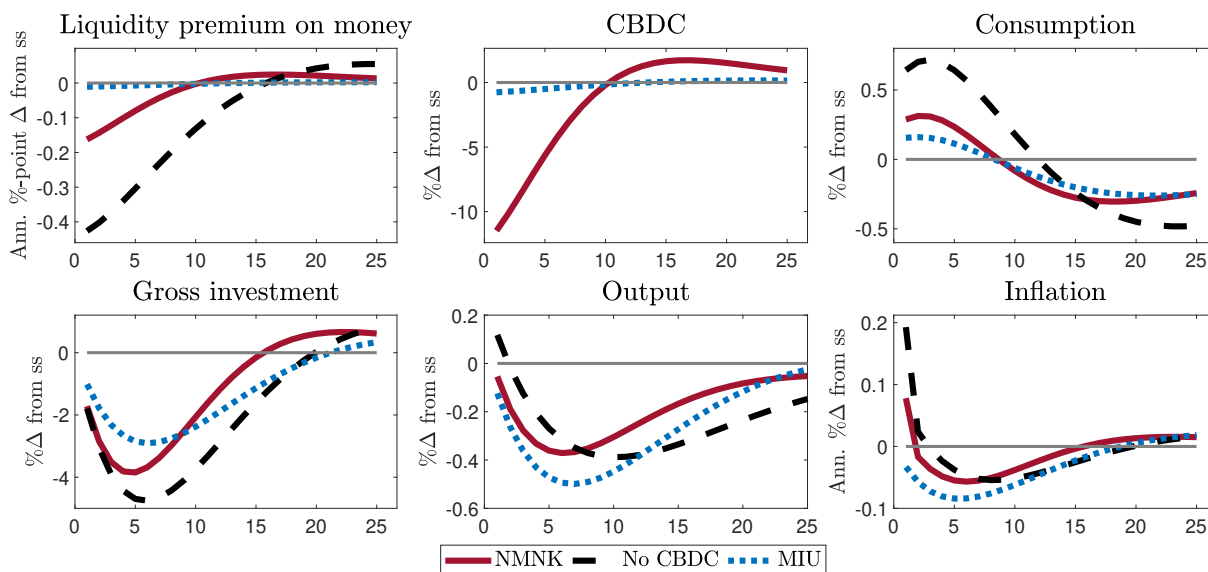 Liquidity premium on money
CBDC
Consumption
Ann. %-point Δ from ss
0.1
0
-0.1
-0.2
-0.3
-0.4
0 5 10 15 20 25
%Δ from ss
0
-5
-10
0 5 10 15 20 25
%Δ from ss
0.5
0
-0.5
0 5 10 15 20 25
Gross investment
Output
Inflation
%Δ from ss
0
-2
-4
0 5 10 15 20 25
%Δ from ss
0.2
0
-0.2
-0.4
-0.6
0 5 10 15 20 25
Ann. %Δ from ss
0.2
0.1
0
-0.1
0 5 10 15 20 25
NMNK No CBDC MIU